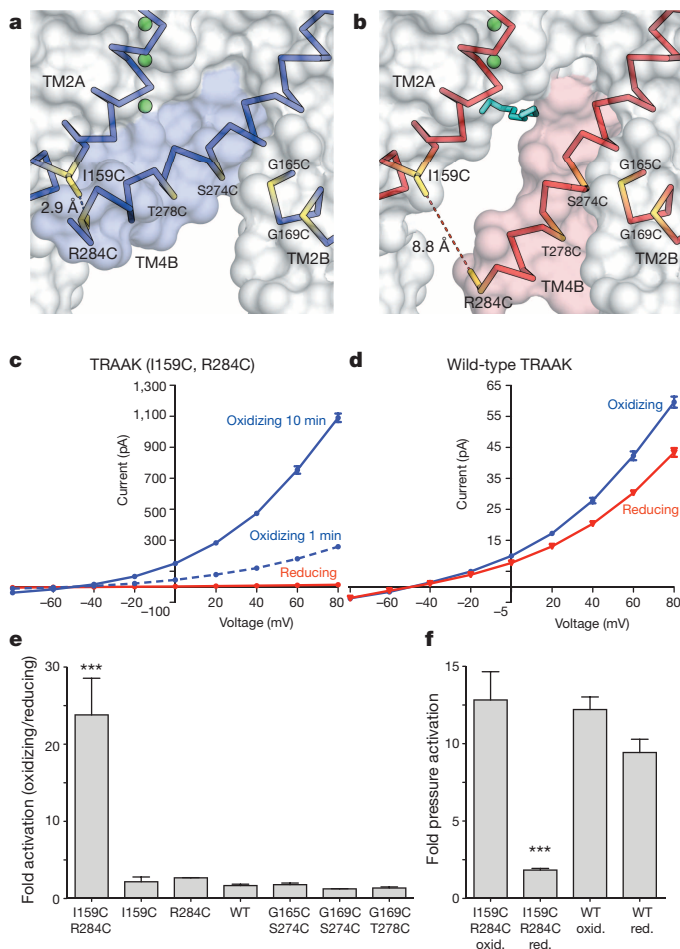 a
TM2A
I159C
2.9 Å
R284C
T278C
S274C
TM4B
G165C
G169C
TM2B
b
TM2A
I159C
8.8 Å
R284C
T278C
S274C
TM4B
G165C
G169C
TM2B
c
TRAAK (I159C, R284C)
Current (pA)
1,300
1,100
900
700
500
300
–100
–60
–40
–20
20
40
60
80
Voltage (mV)
Oxidizing 10 min
Oxidizing 1 min
Reducing
d
Wild-type TRAAK
Current (pA)
65
55
45
35
25
15
–5
–60
–40
–20
20
40
60
80
Voltage (mV)
Oxidizing
Reducing
e
Fold activation (oxidizing/reducing)
30
20
10
0
***
I159C R284C
I159C
R284C
WT
G165C S274C
G169C S274C
G169C T278C
f
Fold pressure activation
15
10
5
0
***
I159C R284C oxid.
I159C R284C red.
WT oxid.
WT red.